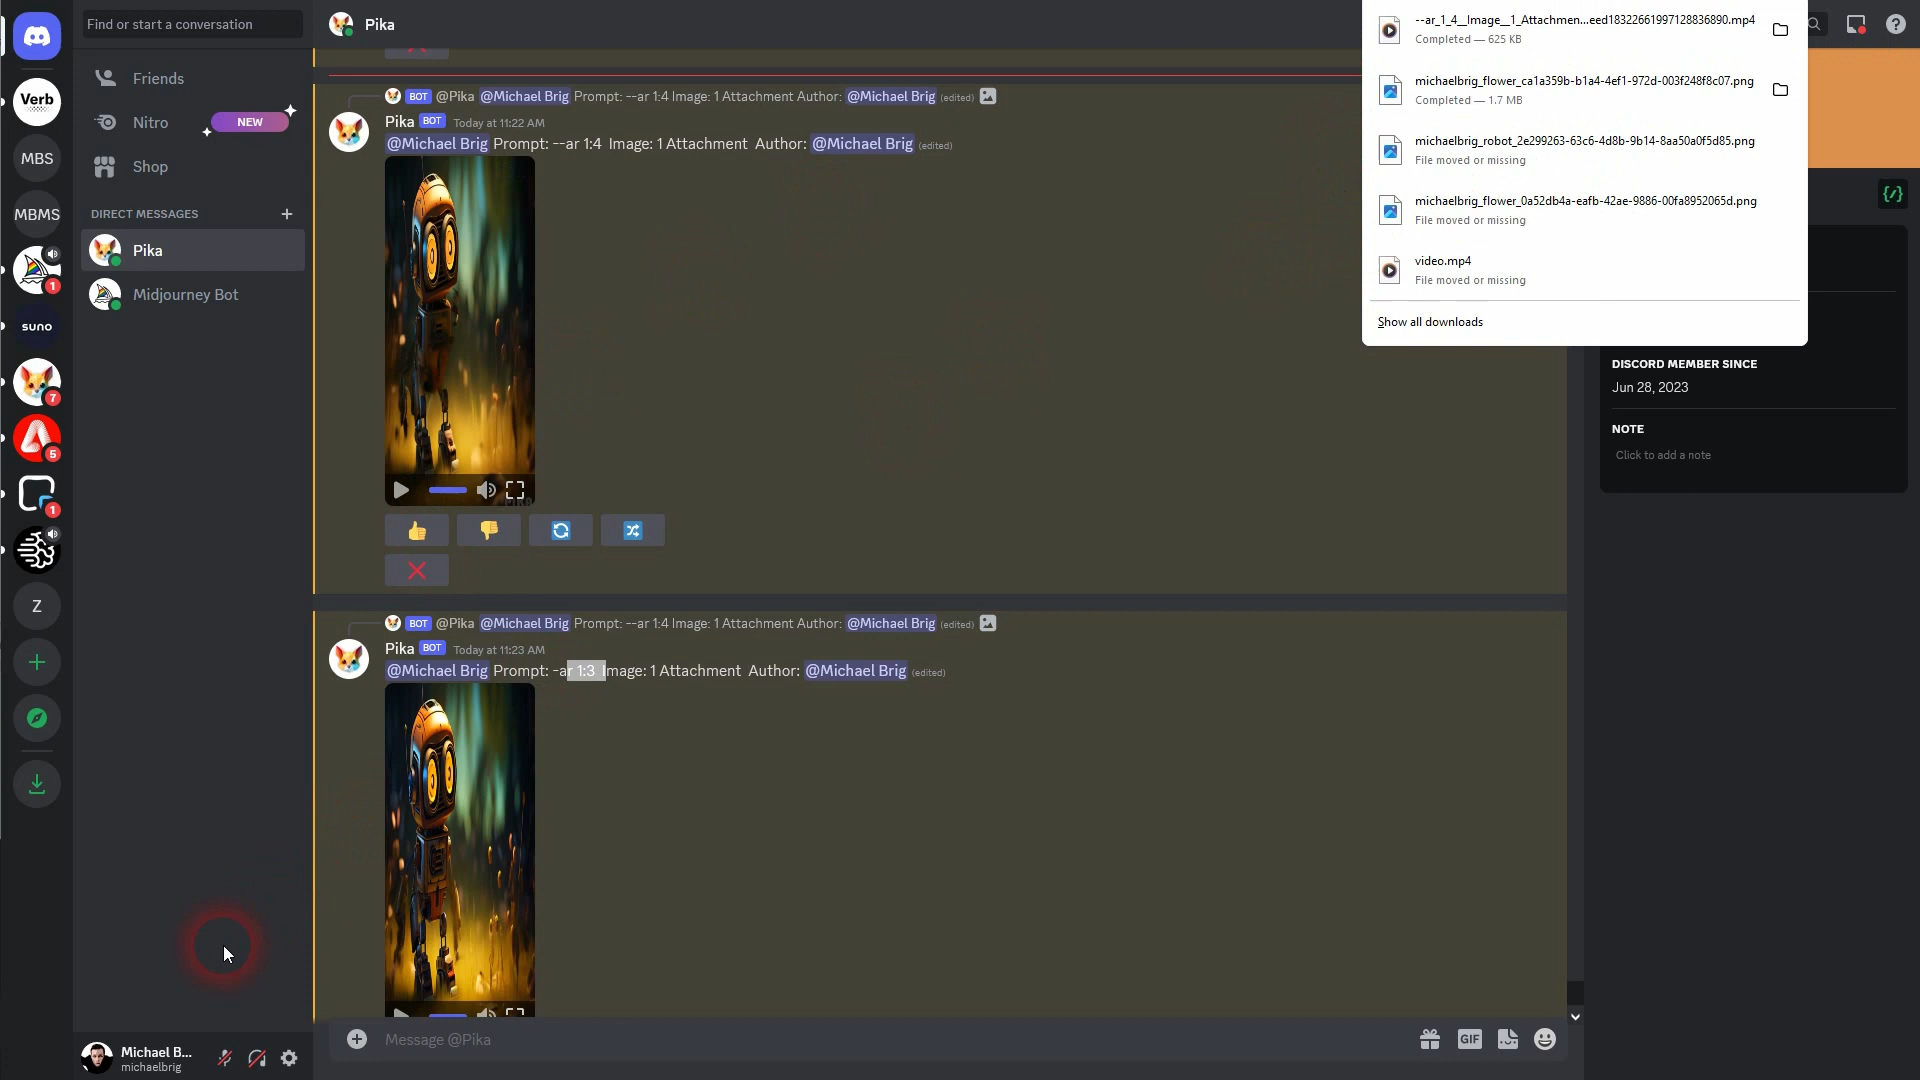 Find or start a conversation
Friends
Nitro
NEW
Shop
DIRECT MESSAGES
Pika
Midjourney Bot
Verb
MBS
MBMS
1
suno
7
5
1
Z
Michael B...
michaelbrig
Pika
BOT @Pika @Michael Brig Prompt: --ar 1:4 Image: 1 Attachment Author: @Michael Brig (edited)
Pika BOT Today at 11:22 AM
@Michael Brig Prompt: --ar 1:4 Image: 1 Attachment Author: @Michael Brig (edited)
BOT @Pika @Michael Brig Prompt: --ar 1:4 Image: 1 Attachment Author: @Michael Brig (edited)
Pika BOT Today at 11:23 AM
@Michael Brig Prompt: -ar 1:3 Image: 1 Attachment Author: @Michael Brig (edited)
Message @Pika
GIF
--ar_1_4__Image__1_Attachmen...eed18322661997128836890.mp4
Completed — 625 KB
michaelbrig_flower_ca1a359b-b1a4-4ef1-972d-003f248f8c07.png
Completed — 1.7 MB
michaelbrig_robot_2e299263-63c6-4d8b-9b14-8aa50a0f5d85.png
File moved or missing
michaelbrig_flower_0a52db4a-eafb-42ae-9886-00fa8952065d.png
File moved or missing
video.mp4
File moved or missing
Show all downloads
DISCORD MEMBER SINCE
Jun 28, 2023
NOTE
Click to add a note